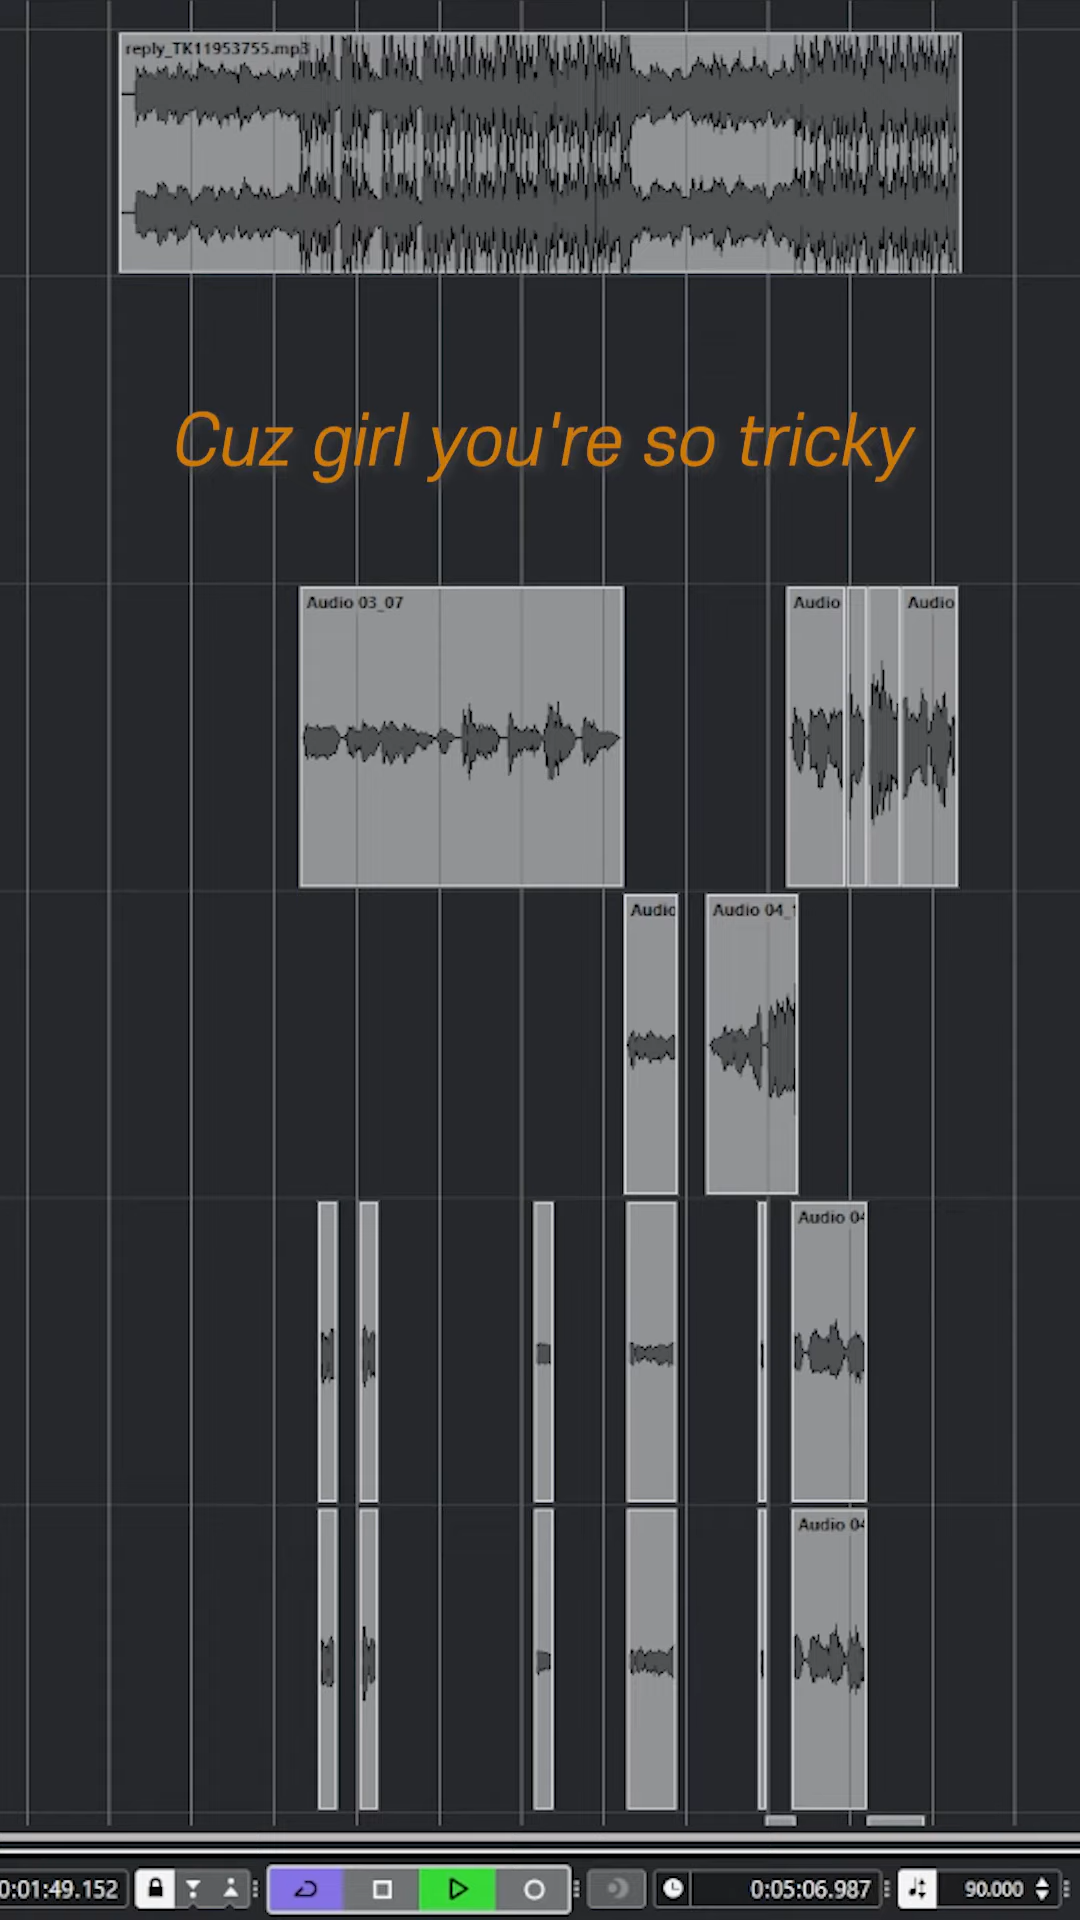 reply_TK11953755.mp3
Cuz girl you're so tricky
Audio 03_07
Audio
Audio
Audio
Audio 04_
Audio 04
Audio 04
0:01:49.152
0:05:06.987
90.000